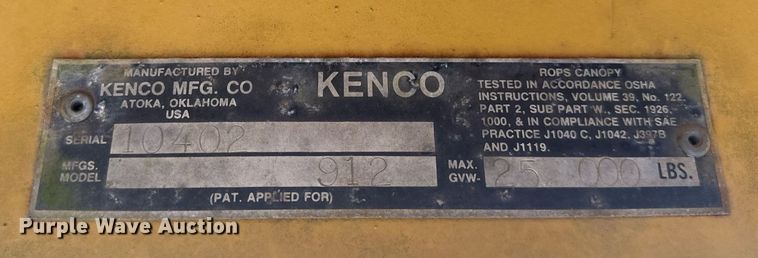 MANUFACTURED BY
KENCO MFG. CO
ATOKA, OKLAHOMA
USA
KENCO
ROPS CANOPY
TESTED IN ACCORDANCE OSHA
INSTRUCTIONS, VOLUME 39, No. 122,
PART 2, SUB PART W., SEC. 1926,
1000, & IN COMPLIANCE WITH SAE
PRACTICE J1040 C, J1042, J397B
AND J1119.
SERIAL 10402
MFGS. MODEL 912
MAX. GVW- 25 000 LBS.
(PAT. APPLIED FOR)
Purple Wave Auction